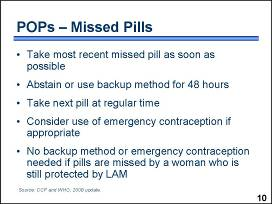 POPs – Missed Pills
• Take most recent missed pill as soon as
possible
• Abstain or use backup method for 48 hours
• Take next pill at regular time
• Consider use of emergency contraception if
appropriate
• No backup method or emergency contraception
needed if pills are missed by a woman who is
still protected by LAM
Source: CCP and WHO, 2008 update.
10